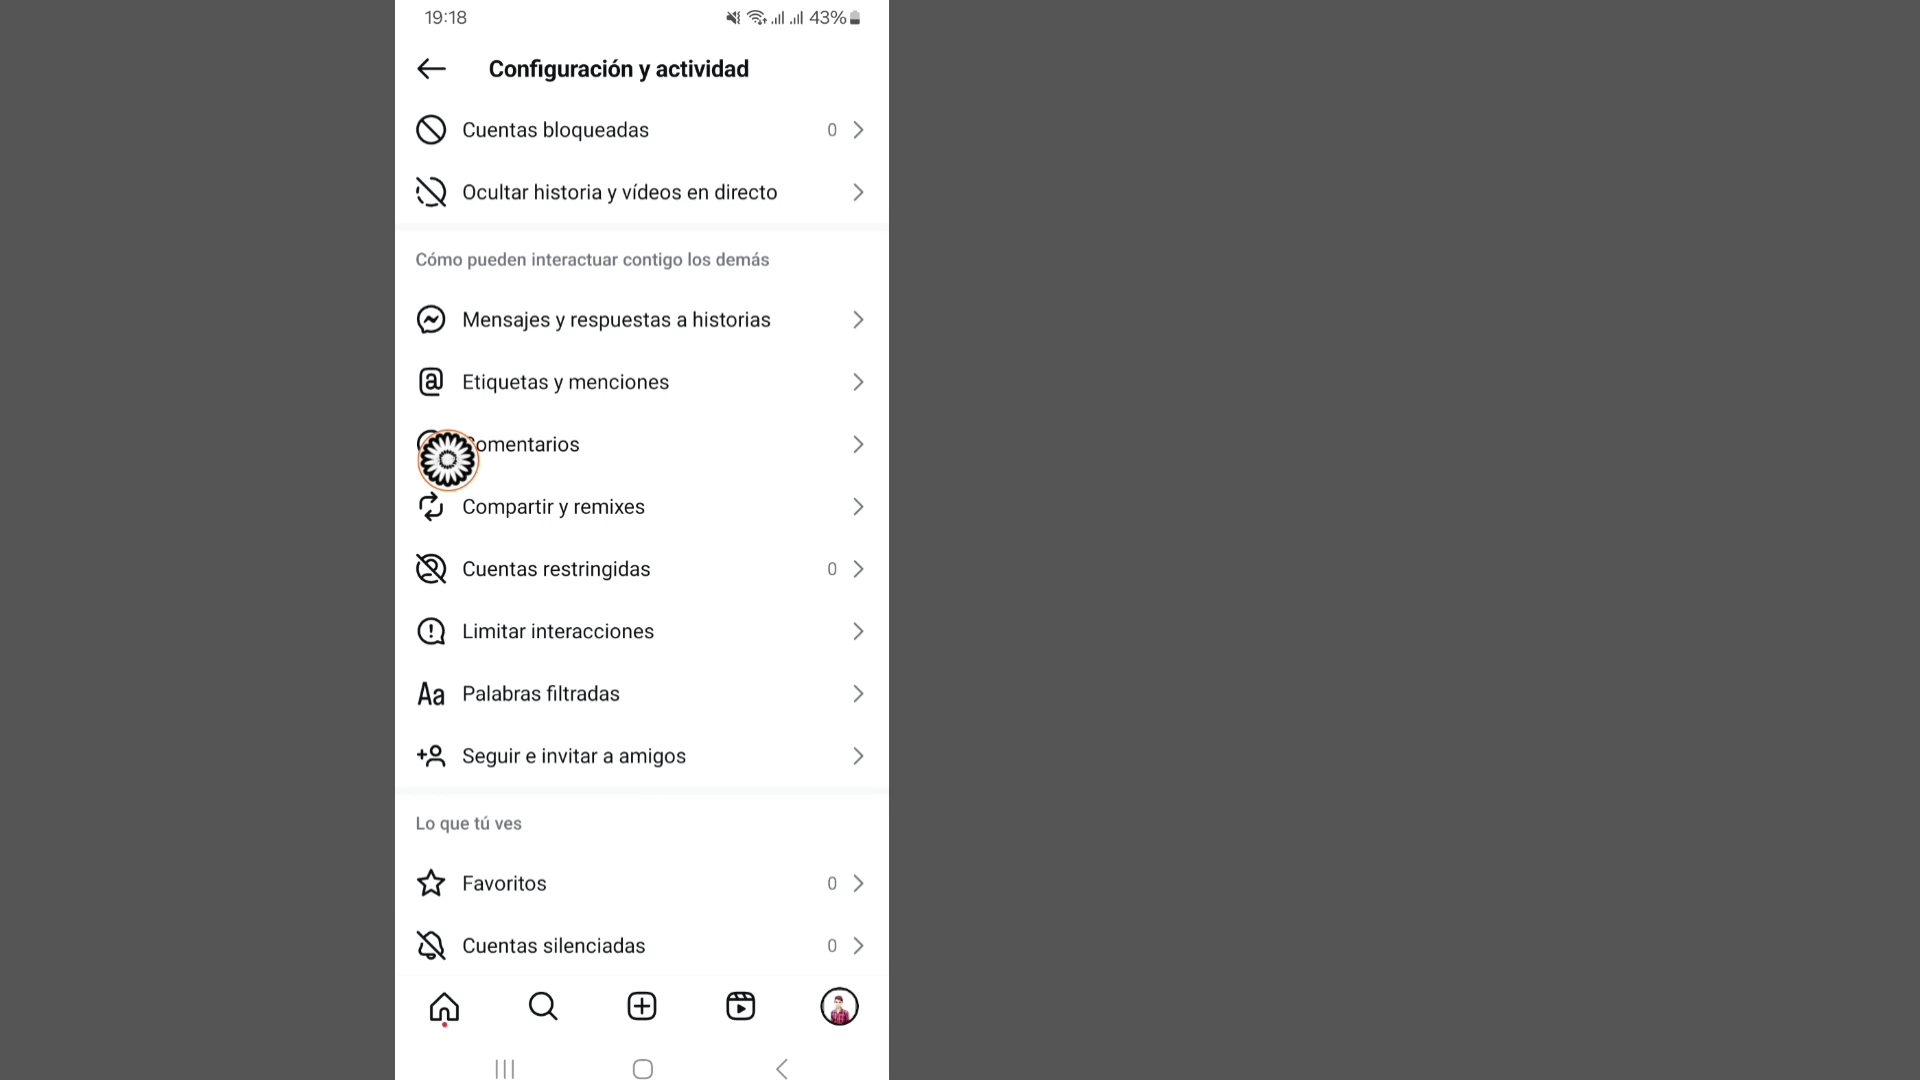 19:18 43%
Configuración y actividad
Cuentas bloqueadas 0
Ocultar historia y vídeos en directo
Cómo pueden interactuar contigo los demás
Mensajes y respuestas a historias
Etiquetas y menciones
omentarios
Compartir y remixes
Cuentas restringidas 0
Limitar interacciones
Aa Palabras filtradas
Seguir e invitar a amigos
Lo que tú ves
Favoritos 0
Cuentas silenciadas 0